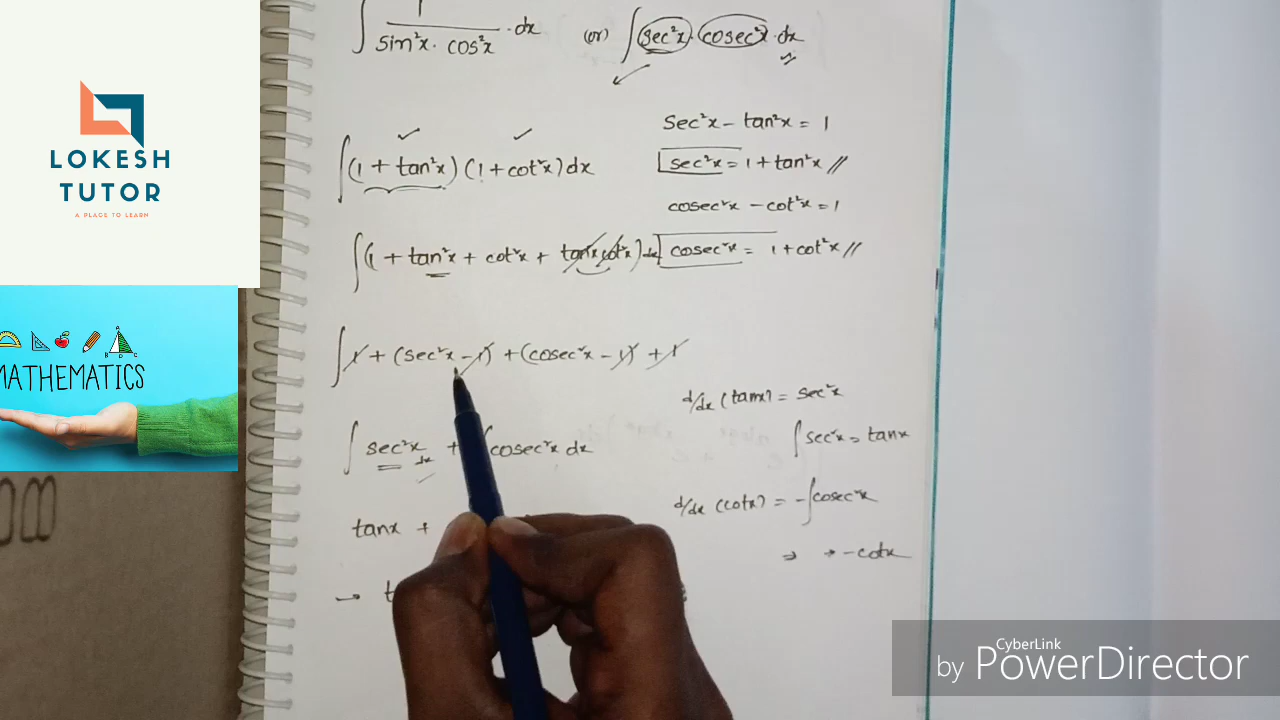 ∫ 1/(sin²x · cos²x) · dx (or) ∫ sec²x · cosec²x · dx
LOKESH
TUTOR
A PLACE TO LEARN
sec²x − tan²x = 1
∫ (1 + tan²x) (1 + cot²x) dx
sec²x = 1 + tan²x //
cosec²x − cot²x = 1
∫ (1 + tan²x + cot²x + tan²x cot²x) dx
cosec²x = 1 + cot²x //
MATHEMATICS
∫ 1 + (sec²x − 1) + (cosec²x − 1) + 1
d/dx (tanx) = sec²x
∫ sec²x = tanx
∫ sec²x dx + ∫ cosec²x dx
d/dx (cotx) = −∫cosec²x
tanx +
⇒ → −cotx
CyberLink
by PowerDirector